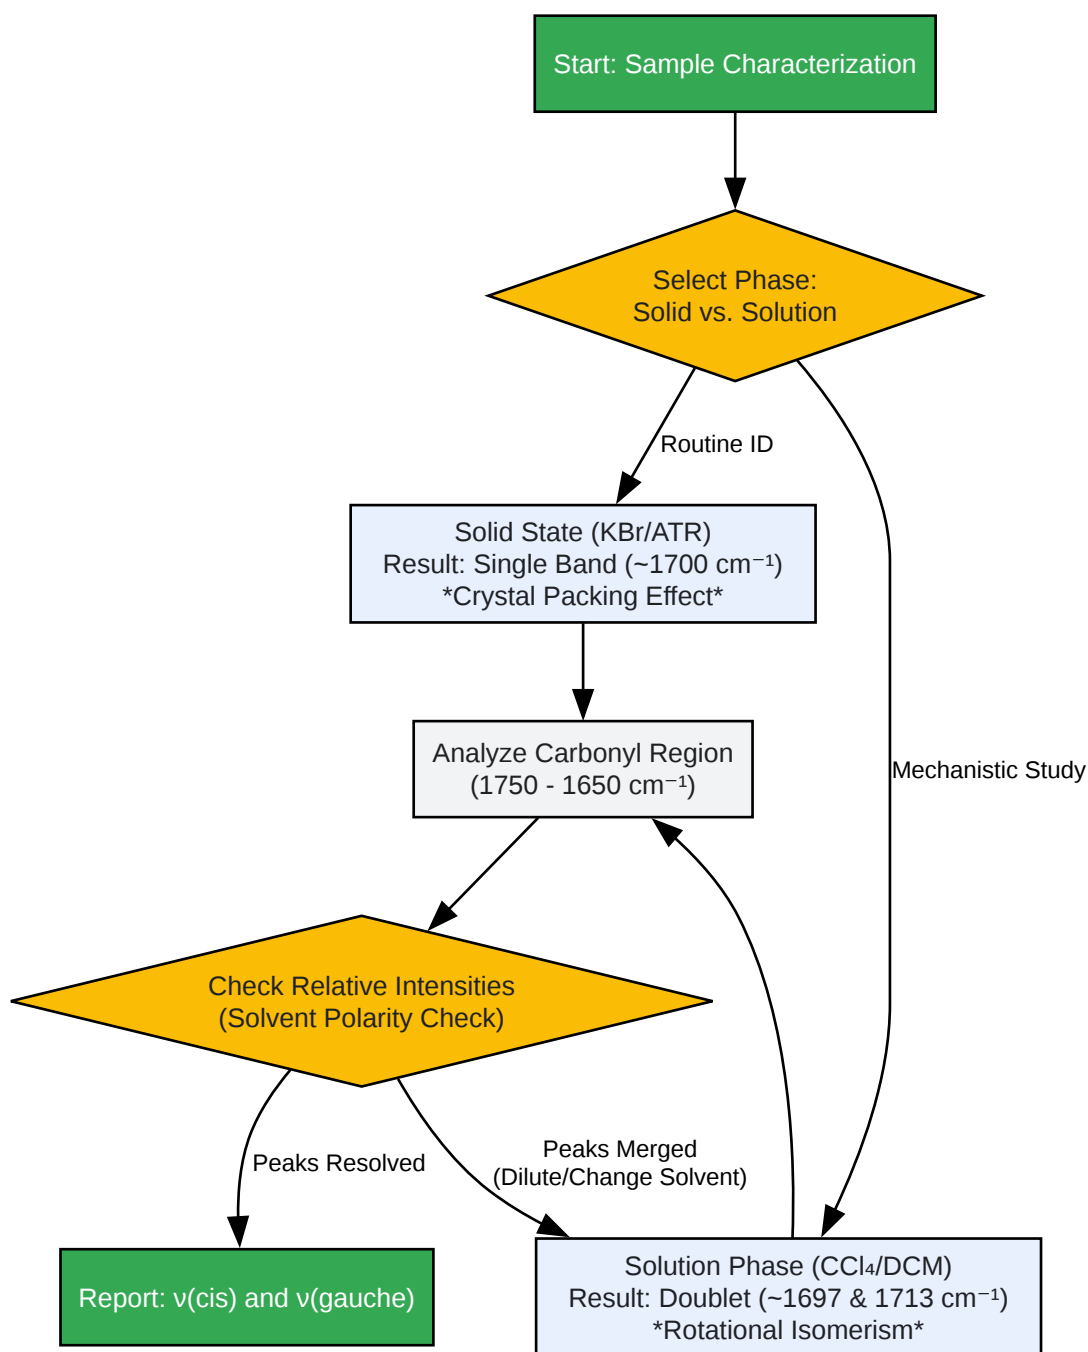 Start: Sample Characterization
Select Phase:
Solid vs. Solution
Routine ID
Solid State (KBr/ATR)
Result: Single Band (~1700 cm⁻¹)
*Crystal Packing Effect*
Analyze Carbonyl Region
(1750 - 1650 cm⁻¹)
Mechanistic Study
Check Relative Intensities
(Solvent Polarity Check)
Peaks Resolved
Peaks Merged
(Dilute/Change Solvent)
Report: ν(cis) and ν(gauche)
Solution Phase (CCl₄/DCM)
Result: Doublet (~1697 & 1713 cm⁻¹)
*Rotational Isomerism*